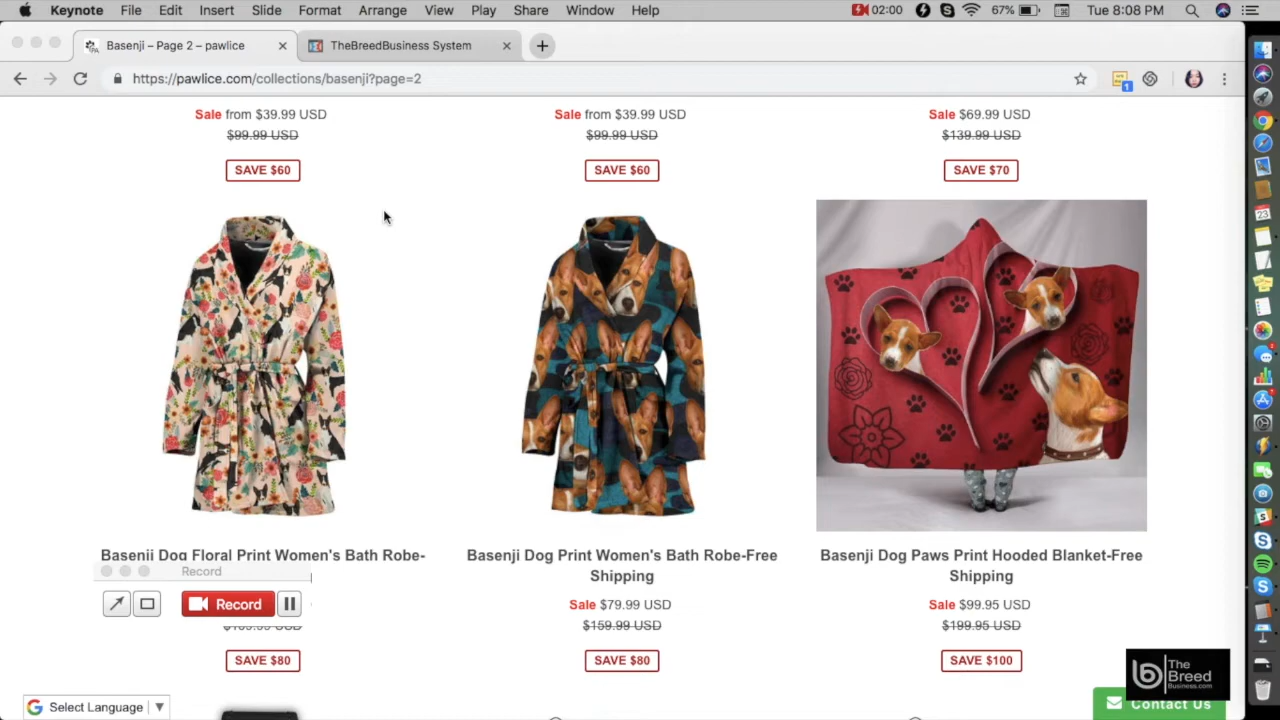 Keynote File Edit Insert Slide Format Arrange View Play Share Window Help 02:00 67% Tue 8:08 PM
Basenji – Page 2 – pawlice TheBreedBusiness System
https://pawlice.com/collections/basenji?page=2
Sale from $39.99 USD Sale from $39.99 USD Sale $69.99 USD
$99.99 USD $99.99 USD $139.99 USD
SAVE $60 SAVE $60 SAVE $70
Basenji Dog Floral Print Women's Bath Robe- Basenji Dog Print Women's Bath Robe-Free Basenji Dog Paws Print Hooded Blanket-Free
Shipping Shipping
Record
Sale $79.99 USD Sale $99.95 USD
Record
$159.99 USD $199.95 USD
SAVE $80 SAVE $80 SAVE $100
The
Breed
Business.com
Select Language
Contact Us